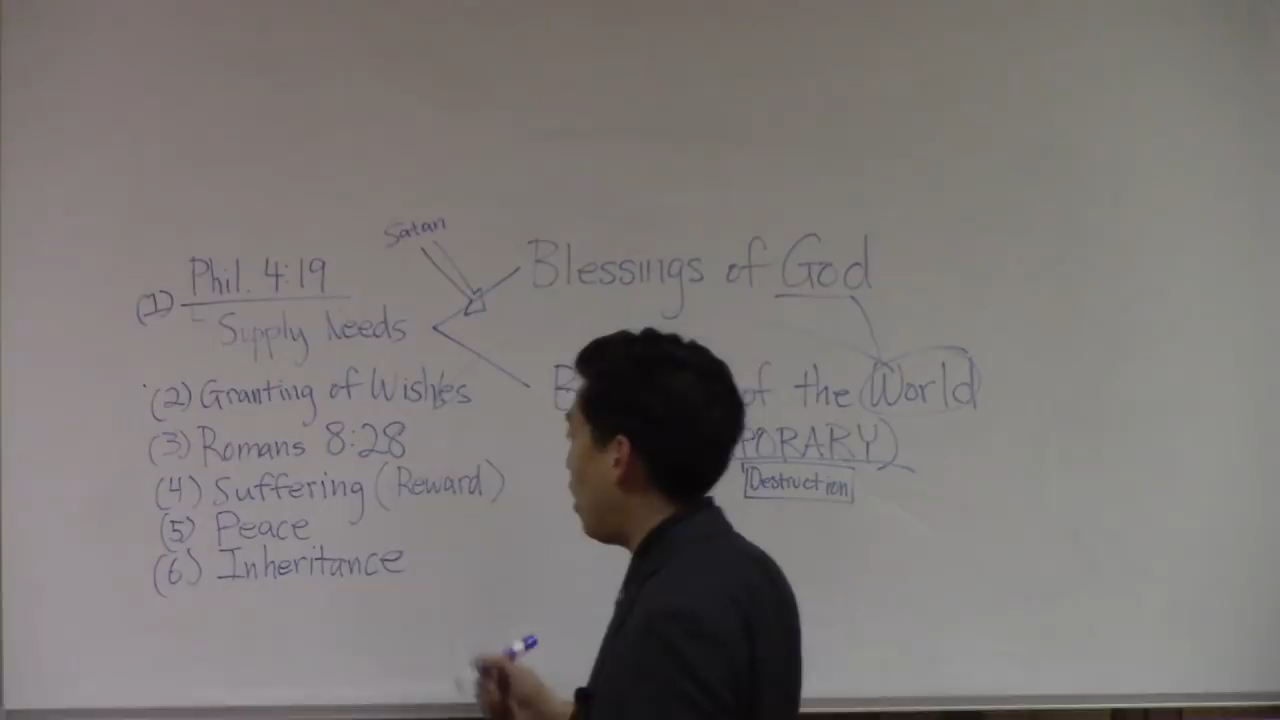 Satan
Blessings of God
(1) Phil. 4:19
- Supply Needs
of the World
(2) Granting of Wishes
(3) Romans 8:28
PORARY)
(4) Suffering (Reward)
Destruction
(5) Peace
(6) Inheritance